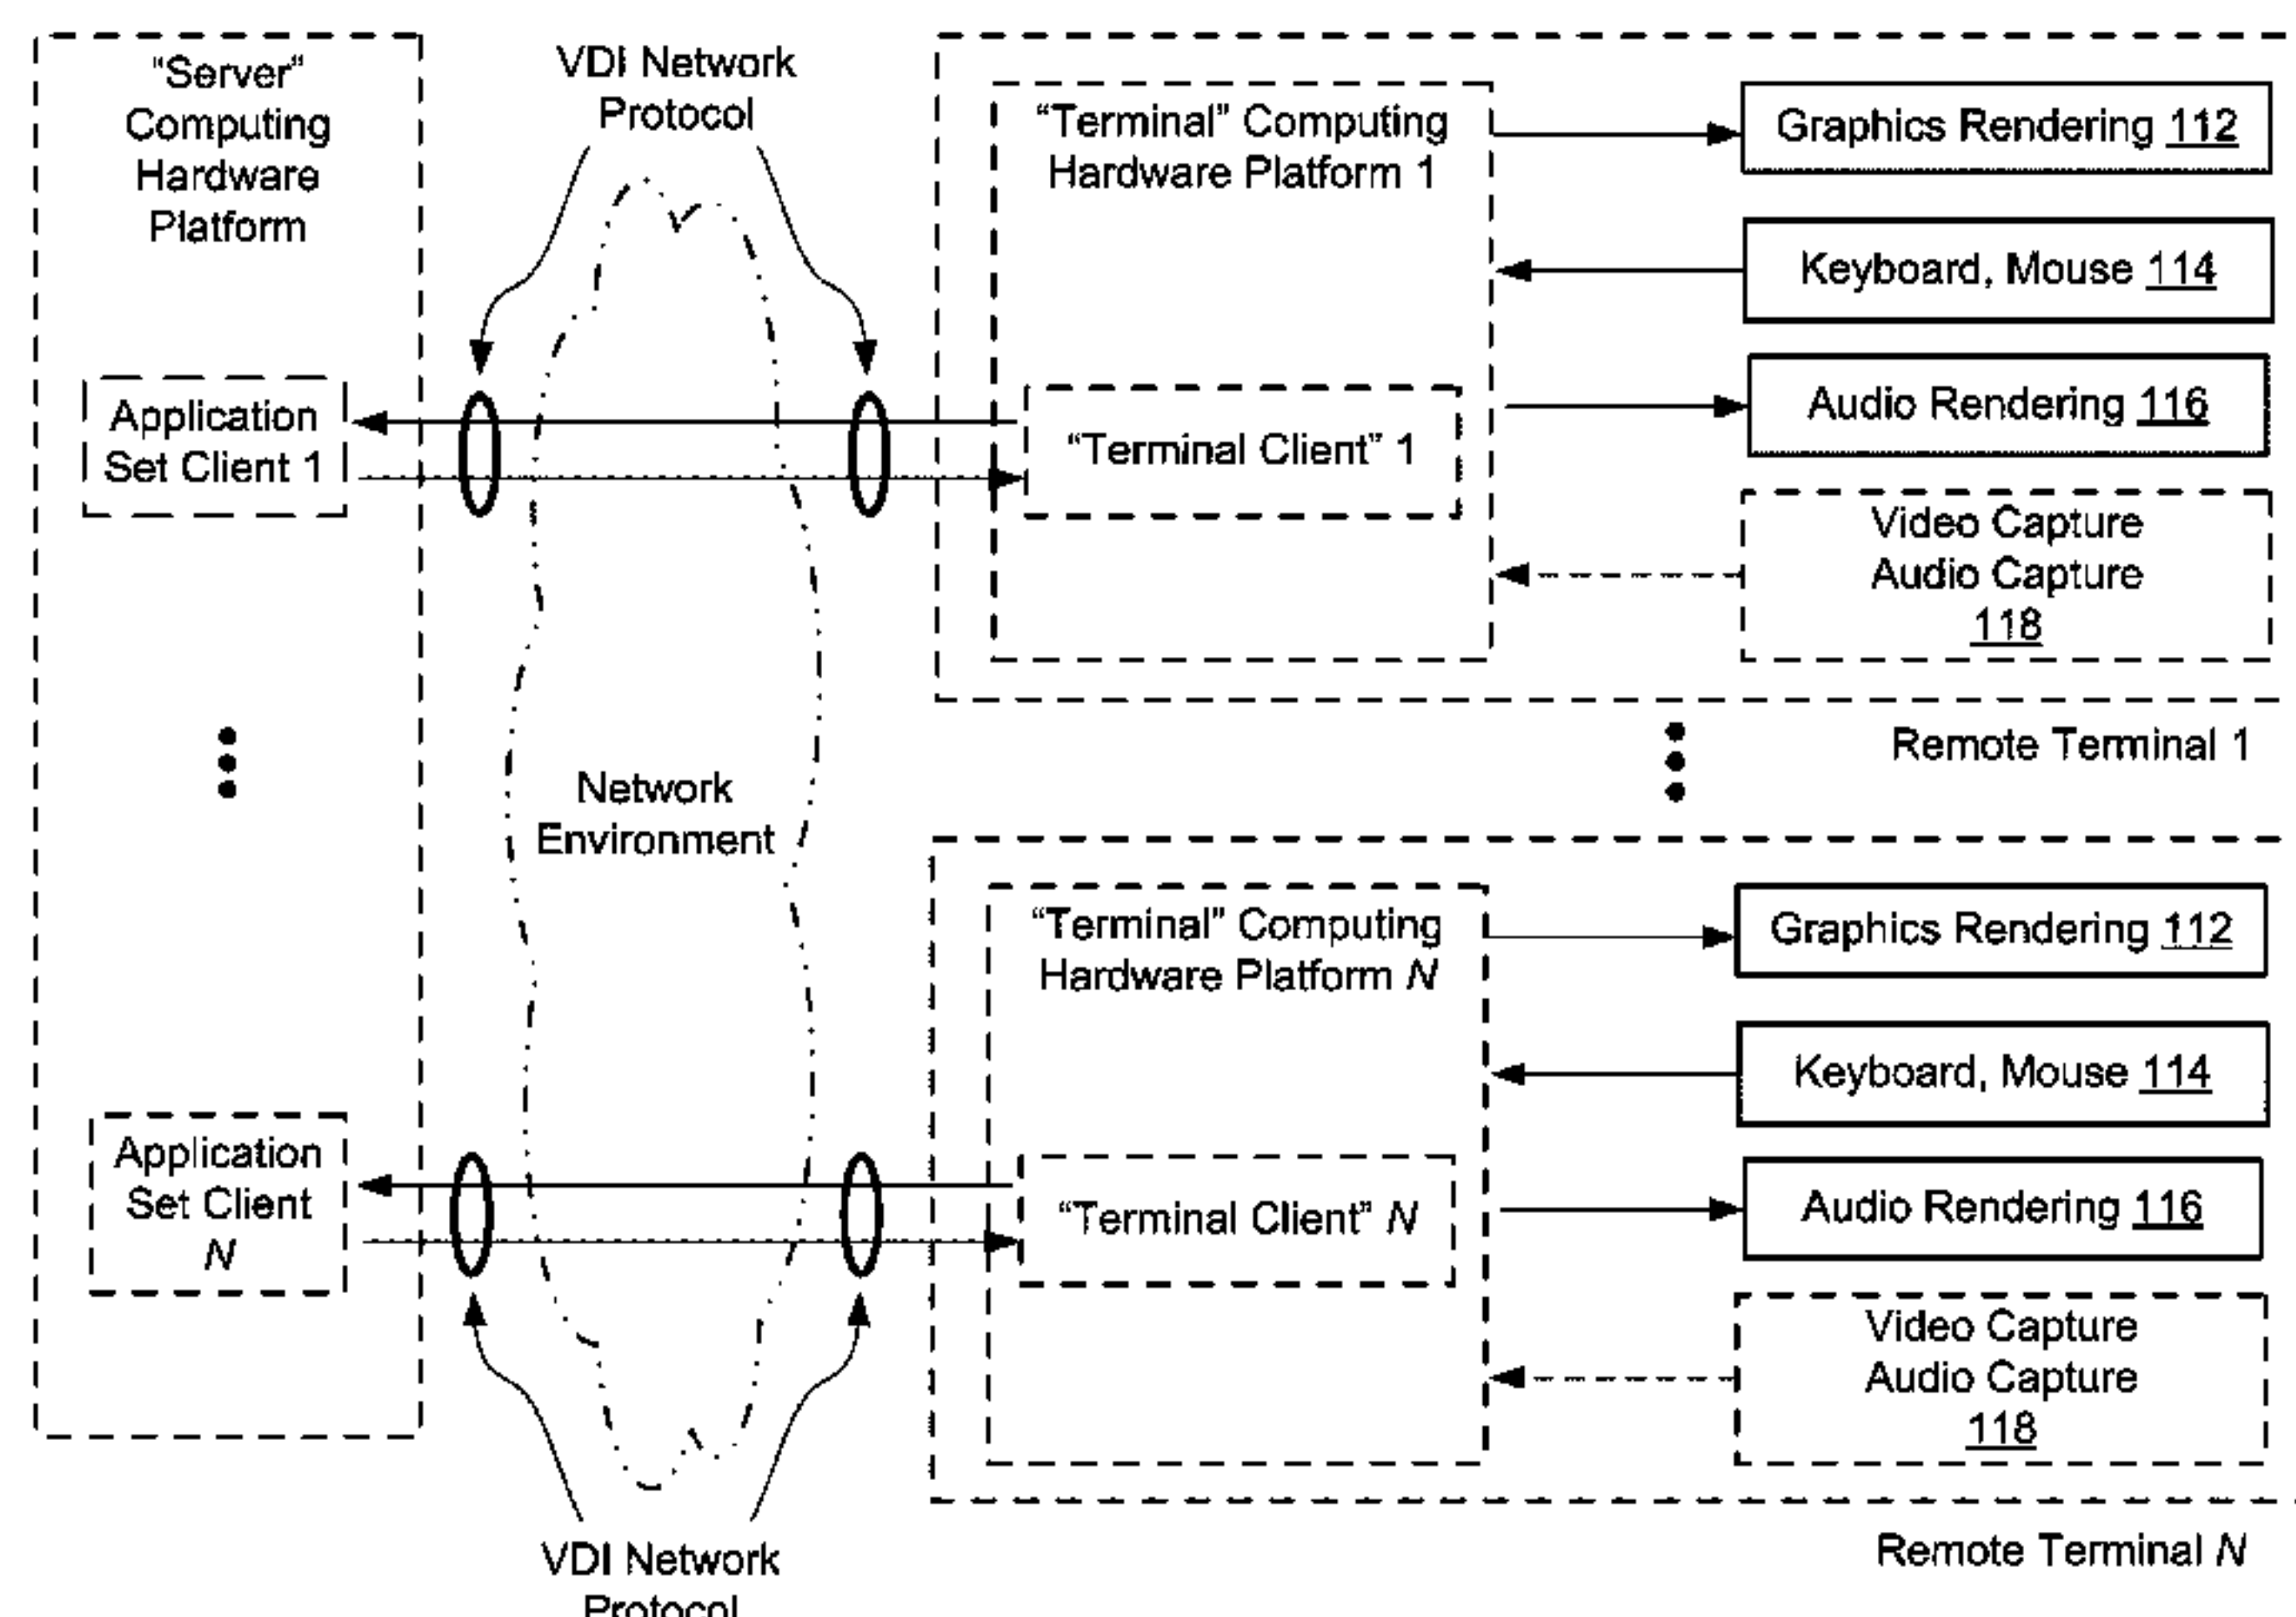 “Server”
Computing
Hardware
Platform
VDI Network
Protocol
“Terminal” Computing
Hardware Platform 1
Graphics Rendering 112
Keyboard, Mouse 114
Application
Set Client 1
“Terminal Client” 1
Audio Rendering 116
Video Capture
Audio Capture
118
Remote Terminal 1
Network
Environment
“Terminal” Computing
Hardware Platform N
Graphics Rendering 112
Keyboard, Mouse 114
Application
Set Client
N
“Terminal Client” N
Audio Rendering 116
Video Capture
Audio Capture
118
Remote Terminal N
VDI Network
Protocol